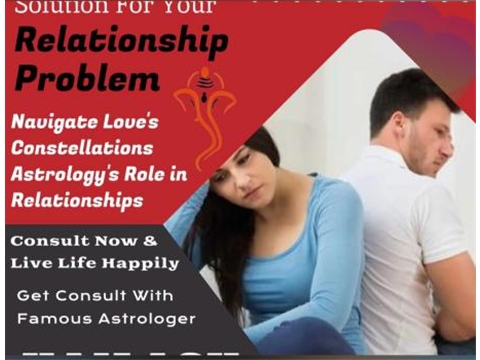 Solution For Your
Relationship
Problem
Navigate Love's
Constellations
Astrology's Role in
Relationships
Consult Now &
Live Life Happily
Get Consult With
Famous Astrologer